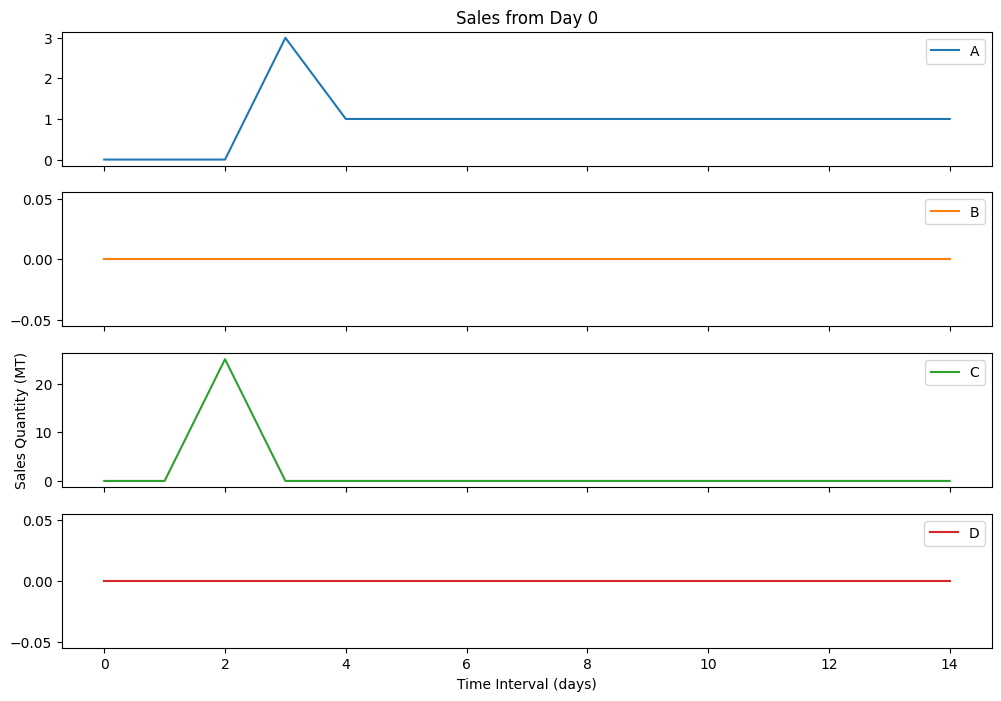 Sales from Day 0
3
2
1
0
A
0.05
0.00
−0.05
B
Sales Quantity (MT)
20
10
0
C
0.05
0.00
−0.05
D
0 2 4 6 8 10 12 14
Time Interval (days)